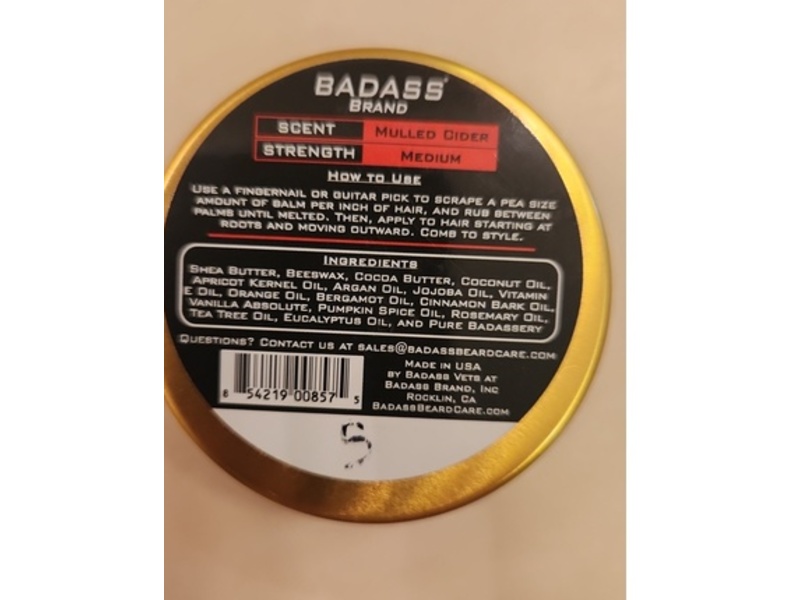 BADASS
BRAND
SCENT MULLED CIDER
STRENGTH MEDIUM
HOW TO USE
USE A FINGERNAIL OR GUITAR PICK TO SCRAPE A PEA SIZE
AMOUNT OF BALM PER INCH OF HAIR, AND RUB BETWEEN
PALMS UNTIL MELTED. THEN, APPLY TO HAIR STARTING AT
ROOTS AND MOVING OUTWARD. COMB TO STYLE.
INGREDIENTS
SHEA BUTTER, BEESWAX, COCOA BUTTER, COCONUT OIL,
APRICOT KERNEL OIL, ARGAN OIL, JOJOBA OIL, VITAMIN
E OIL, ORANGE OIL, BERGAMOT OIL, CINNAMON BARK OIL,
VANILLA ABSOLUTE, PUMPKIN SPICE OIL, ROSEMARY OIL,
TEA TREE OIL, EUCALYPTUS OIL, AND PURE BADASSERY
QUESTIONS? CONTACT US AT SALES@BADASSBEARDCARE.COM
MADE IN USA
BY BADASS VETS AT
BADASS BRAND, INC
ROCKLIN, CA
BADASSBEARDCARE.COM
8 54219 00857 5
S